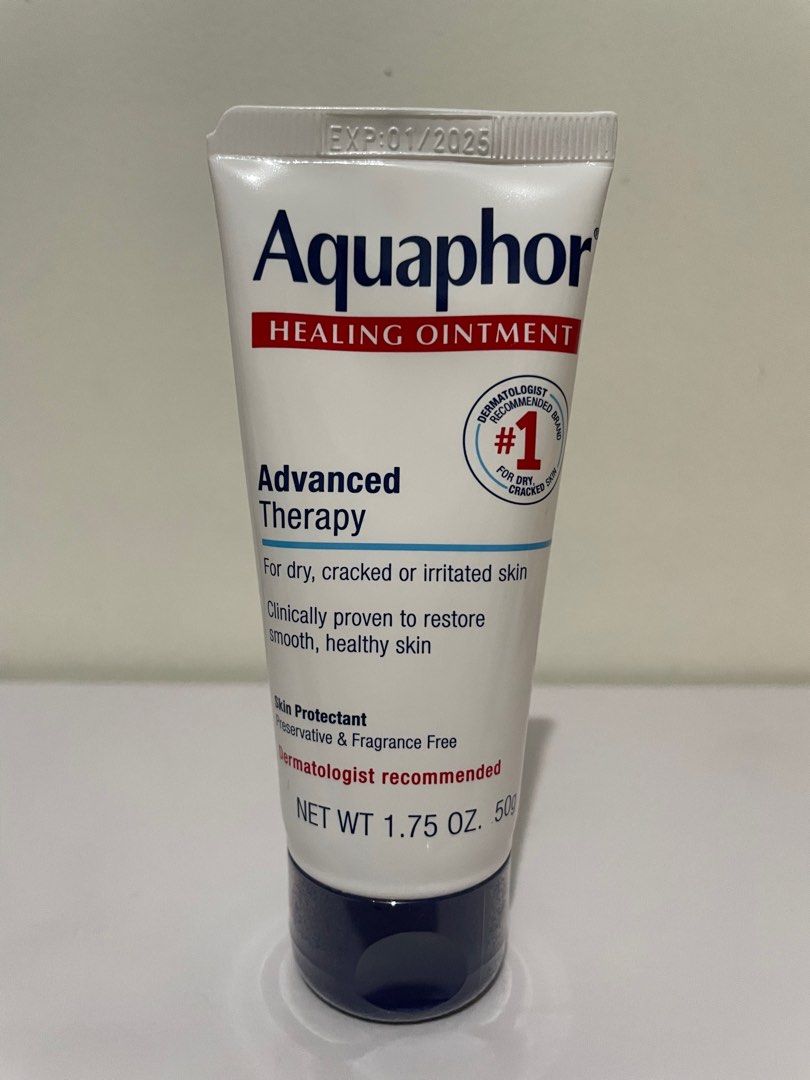 EXP:01/2025
Aquaphor®
HEALING OINTMENT
DERMATOLOGIST
RECOMMENDED BRAND
#1
FOR DRY,
CRACKED SKIN
Advanced
Therapy
For dry, cracked or irritated skin
Clinically proven to restore
smooth, healthy skin
Skin Protectant
Preservative & Fragrance Free
Dermatologist recommended
NET WT 1.75 OZ. 50g